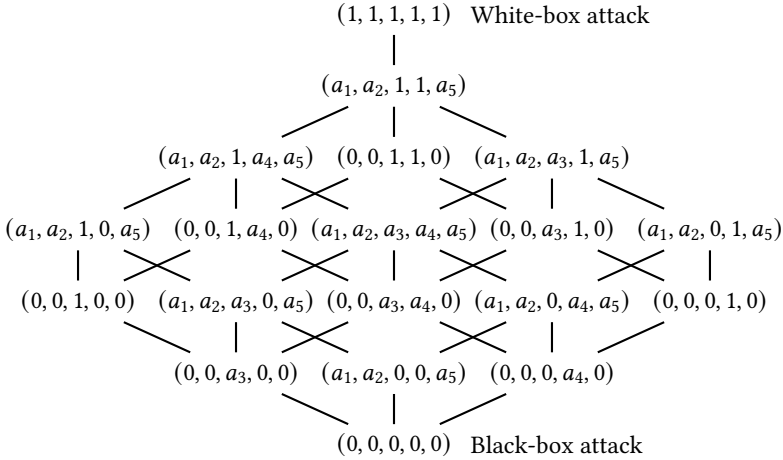 (1, 1, 1, 1, 1) White-box attack
(a₁, a₂, 1, 1, a₅)
(a₁, a₂, 1, a₄, a₅) (0, 0, 1, 1, 0) (a₁, a₂, a₃, 1, a₅)
(a₁, a₂, 1, 0, a₅) (0, 0, 1, a₄, 0) (a₁, a₂, a₃, a₄, a₅) (0, 0, a₃, 1, 0) (a₁, a₂, 0, 1, a₅)
(0, 0, 1, 0, 0) (a₁, a₂, a₃, 0, a₅) (0, 0, a₃, a₄, 0) (a₁, a₂, 0, a₄, a₅) (0, 0, 0, 1, 0)
(0, 0, a₃, 0, 0) (a₁, a₂, 0, 0, a₅) (0, 0, 0, a₄, 0)
(0, 0, 0, 0, 0) Black-box attack